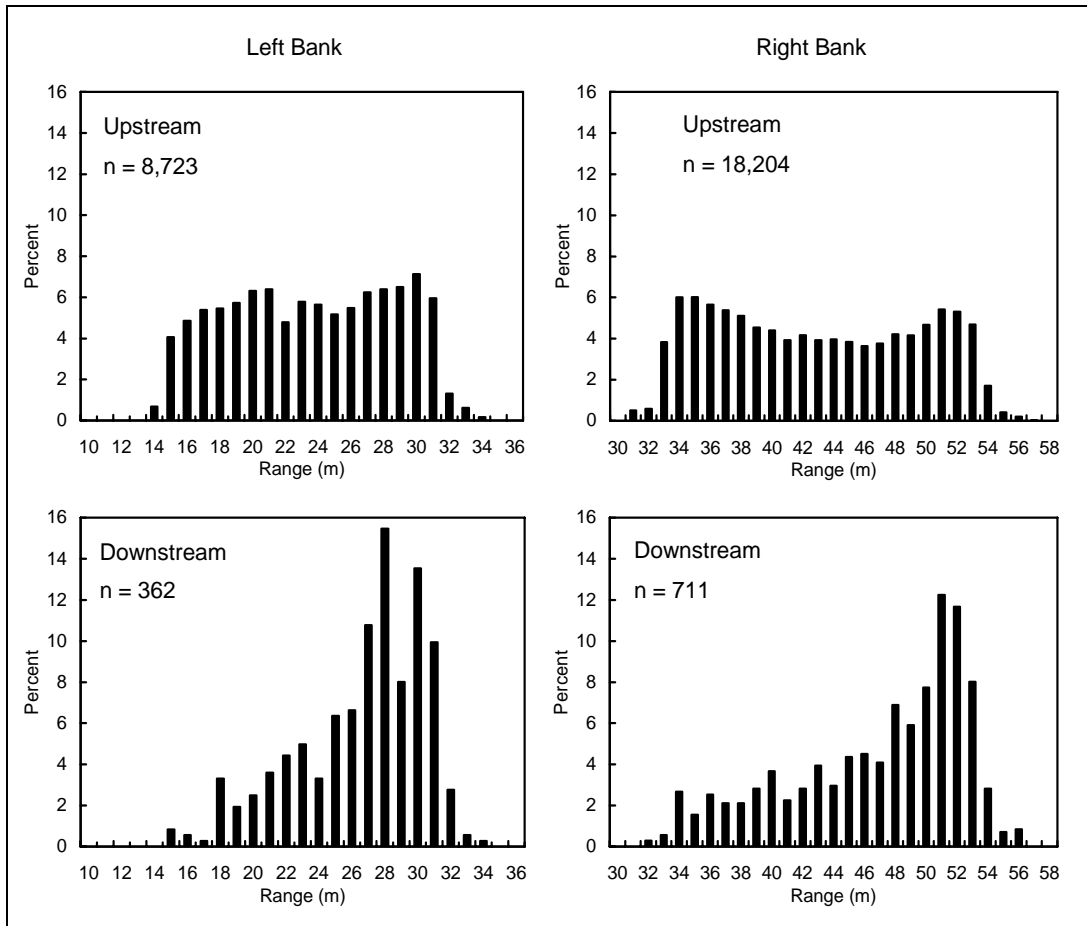 Left Bank
Right Bank
Upstream
n = 8,723
Percent
16
14
12
10
8
6
4
2
0
10 12 14 16 18 20 22 24 26 28 30 32 34 36
Range (m)
Upstream
n = 18,204
Percent
16
14
12
10
8
6
4
2
0
30 32 34 36 38 40 42 44 46 48 50 52 54 56 58
Range (m)
Downstream
n = 362
Percent
16
14
12
10
8
6
4
2
0
10 12 14 16 18 20 22 24 26 28 30 32 34 36
Range (m)
Downstream
n = 711
Percent
16
14
12
10
8
6
4
2
0
30 32 34 36 38 40 42 44 46 48 50 52 54 56 58
Range (m)